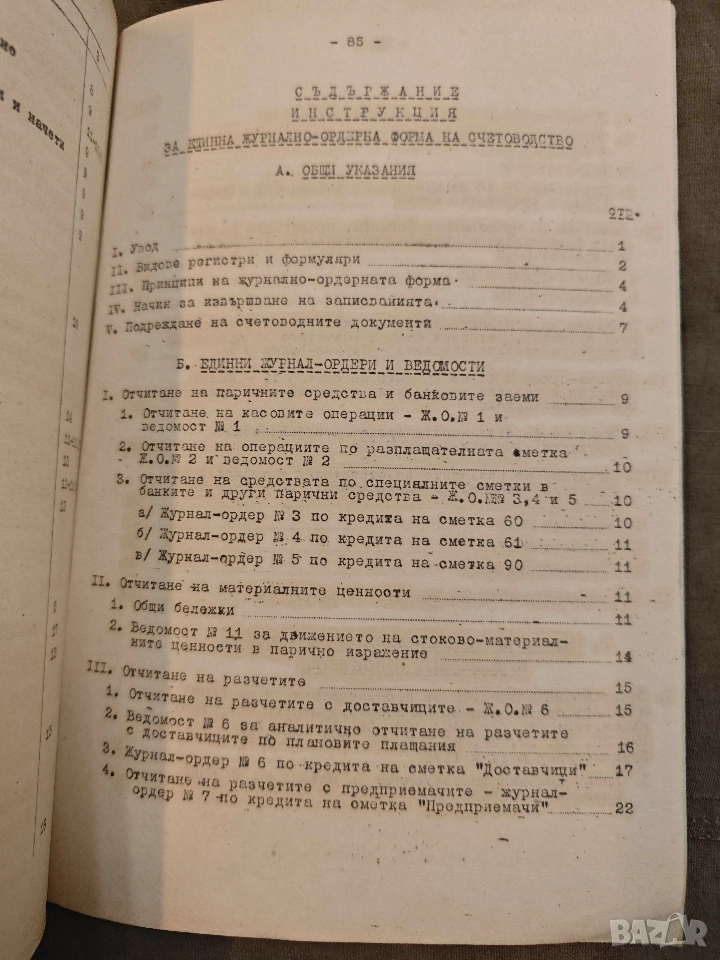 - 85 -
СЪДЪРЖАНИЕ
ИНСТРУКЦИЯ
ЗА ЕДИННА ЖУРНАЛНО-ОРДЕРНА ФОРМА НА СЧЕТОВОДСТВО
А. ОБЩИ УКАЗАНИЯ
стр.
I. Увод 1
II. Видове регистри и формуляри 2
III. Принципи на журнално-ордерната форма 4
IV. Начин за извършване на записванията 4
V. Подреждане на счетоводните документи 7
Б. ЕДИННИ ЖУРНАЛ-ОРДЕРИ И ВЕДОМОСТИ
I. Отчитане на паричните средства и банковите заеми 9
1. Отчитане на касовите операции - Ж.О.№ 1 и
ведомост № 1 9
2. Отчитане на операциите по разплащателната сметка
Ж.О.№ 2 и ведомост № 2 10
3. Отчитане на средствата по специалните сметки в
банките и други парични средства - Ж.О.№№ 3,4 и 5 10
а/ Журнал-ордер № 3 по кредита на сметка 60 10
б/ Журнал-ордер № 4 по кредита на сметка 61 11
в/ Журнал-ордер № 5 по кредита на сметка 90 11
II. Отчитане на материалните ценности 11
1. Общи бележки 11
2. Ведомост № 11 за движението на стоково-материал-
ните ценности в парично изражение 14
III. Отчитане на разчетите 15
1. Отчитане на разчетите с доставчиците - Ж.О.№ 6 15
2. Ведомост № 6 за аналитично отчитане на разчетите
с доставчиците по плановите плащания 16
3. Журнал-ордер № 6 по кредита на сметка "Доставчици" 17
4. Отчитане на разчетите с предприемачите - журнал-
ордер № 7 по кредита на сметка "Предприемачи" 22
и начети
BAZAR